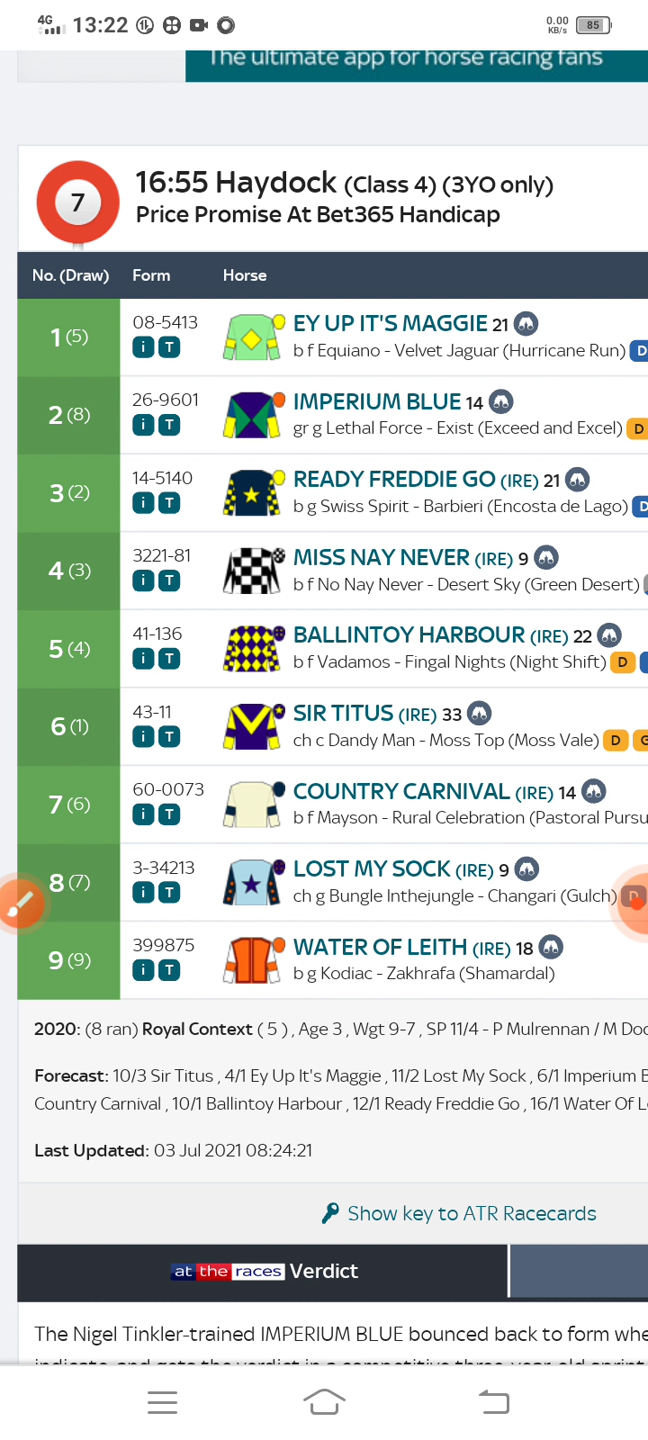 4G 13:22 0.00 KB/s 85
The ultimate app for horse racing fans
7
16:55 Haydock (Class 4) (3YO only)
Price Promise At Bet365 Handicap
No. (Draw) Form Horse
1 (5) 08-5413 EY UP IT'S MAGGIE 21
i T b f Equiano - Velvet Jaguar (Hurricane Run) D
2 (8) 26-9601 IMPERIUM BLUE 14
i T gr g Lethal Force - Exist (Exceed and Excel) D
3 (2) 14-5140 READY FREDDIE GO (IRE) 21
i T b g Swiss Spirit - Barbieri (Encosta de Lago) D
4 (3) 3221-81 MISS NAY NEVER (IRE) 9
i T b f No Nay Never - Desert Sky (Green Desert)
5 (4) 41-136 BALLINTOY HARBOUR (IRE) 22
i T b f Vadamos - Fingal Nights (Night Shift) D
6 (1) 43-11 SIR TITUS (IRE) 33
i T ch c Dandy Man - Moss Top (Moss Vale) D
7 (6) 60-0073 COUNTRY CARNIVAL (IRE) 14
i T b f Mayson - Rural Celebration (Pastoral Pursu
8 (7) 3-34213 LOST MY SOCK (IRE) 9
i T ch g Bungle Inthejungle - Changari (Gulch) D
9 (9) 399875 WATER OF LEITH (IRE) 18
i T b g Kodiac - Zakhrafa (Shamardal)
2020: (8 ran) Royal Context ( 5 ) , Age 3 , Wgt 9-7 , SP 11/4 - P Mulrennan / M Do
Forecast: 10/3 Sir Titus , 4/1 Ey Up It's Maggie , 11/2 Lost My Sock , 6/1 Imperium B
Country Carnival , 10/1 Ballintoy Harbour , 12/1 Ready Freddie Go , 16/1 Water Of L
Last Updated: 03 Jul 2021 08:24:21
Show key to ATR Racecards
at the races Verdict
The Nigel Tinkler-trained IMPERIUM BLUE bounced back to form whe